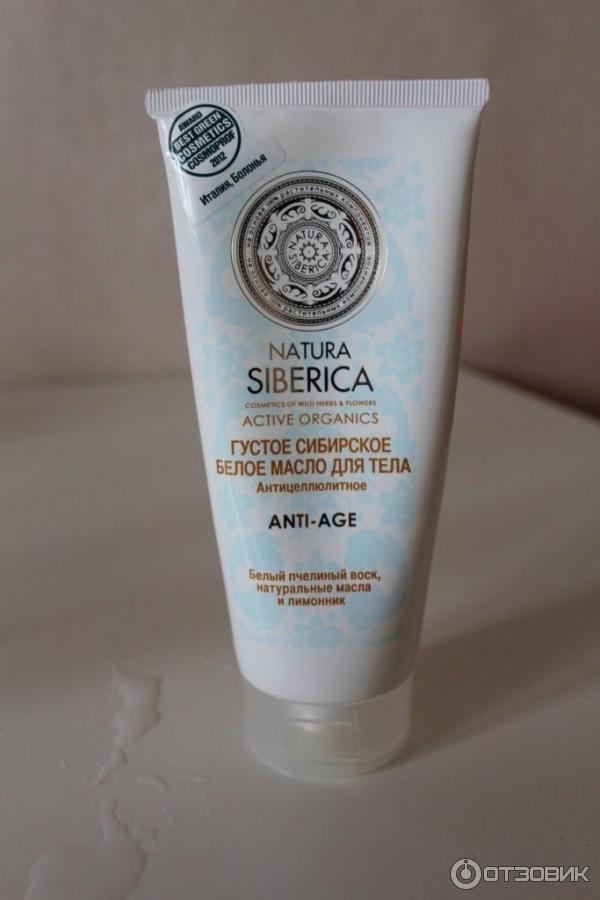 AWARD
BEST GREEN
COSMETICS
COSMOPROF
2012
Италия, Болонья
NATURA
SIBERICA
NATURA
SIBERICA
COSMETICS OF WILD HERBS & FLOWERS
ACTIVE ORGANICS
ГУСТОЕ СИБИРСКОЕ
БЕЛОЕ МАСЛО ДЛЯ ТЕЛА
Антицеллюлитное
ANTI-AGE
Белый пчелиный воск,
натуральные масла
и лимонник
ОТЗОВИК